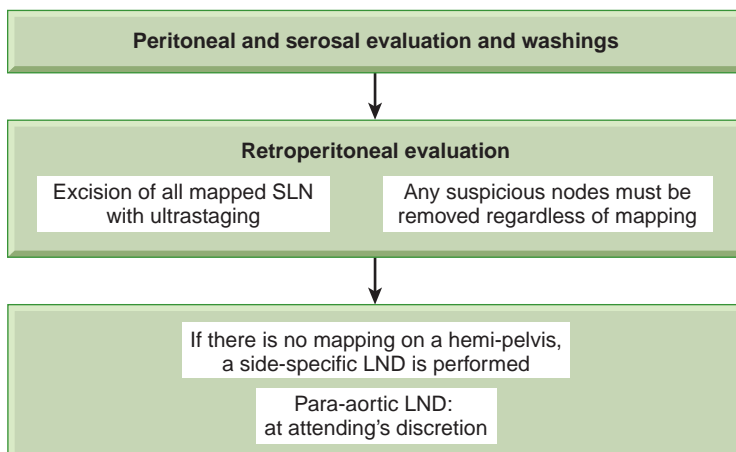 Peritoneal and serosal evaluation and washings
Retroperitoneal evaluation
Excision of all mapped SLN
with ultrastaging
Any suspicious nodes must be
removed regardless of mapping
If there is no mapping on a hemi-pelvis,
a side-specific LND is performed
Para-aortic LND:
at attending's discretion